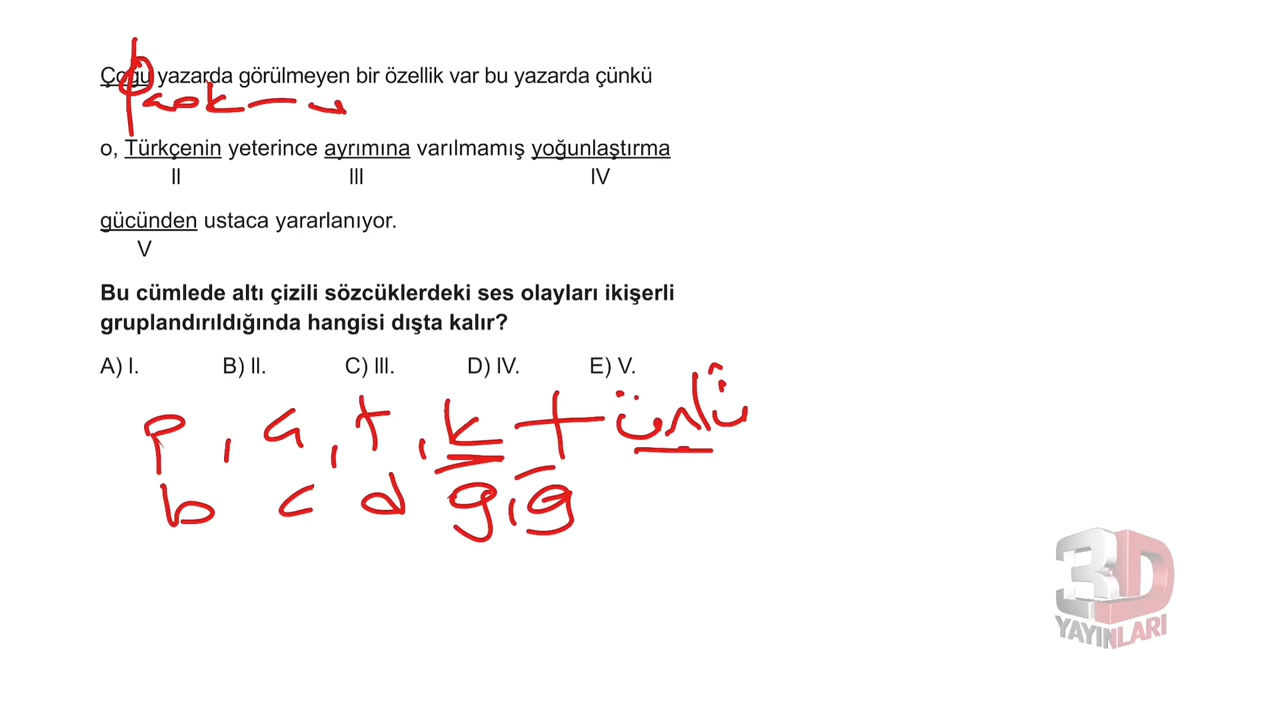 Çoğu yazarda görülmeyen bir özellik var bu yazarda çünkü
o, Türkçenin yeterince ayrımına varılmamış yoğunlaştırma
II III IV
gücünden ustaca yararlanıyor.
V
Bu cümlede altı çizili sözcüklerdeki ses olayları ikişerli
gruplandırıldığında hangisi dışta kalır?
A) I. B) II. C) III. D) IV. E) V.
p, t, k + ünlü
b c d g, ğ
3D
YAYINLARI